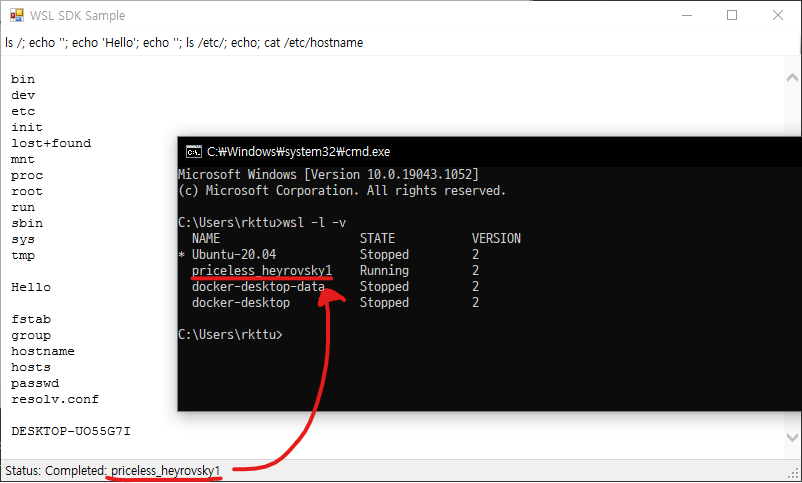 WSL SDK Sample
ls /; echo ''; echo 'Hello'; echo ''; ls /etc/; echo; cat /etc/hostname
bin
dev
etc
init
lost+found
mnt
proc
root
run
sbin
sys
tmp
Hello
fstab
group
hostname
hosts
passwd
resolv.conf
DESKTOP-UO55G7I
Status: Completed: priceless_heyrovsky1
C:₩Windows₩system32₩cmd.exe
Microsoft Windows [Version 10.0.19043.1052]
(c) Microsoft Corporation. All rights reserved.
C:\Users\rkttu>wsl -l -v
NAME STATE VERSION
* Ubuntu-20.04 Stopped 2
priceless_heyrovsky1 Running 2
docker-desktop-data Stopped 2
docker-desktop Stopped 2
C:\Users\rkttu>